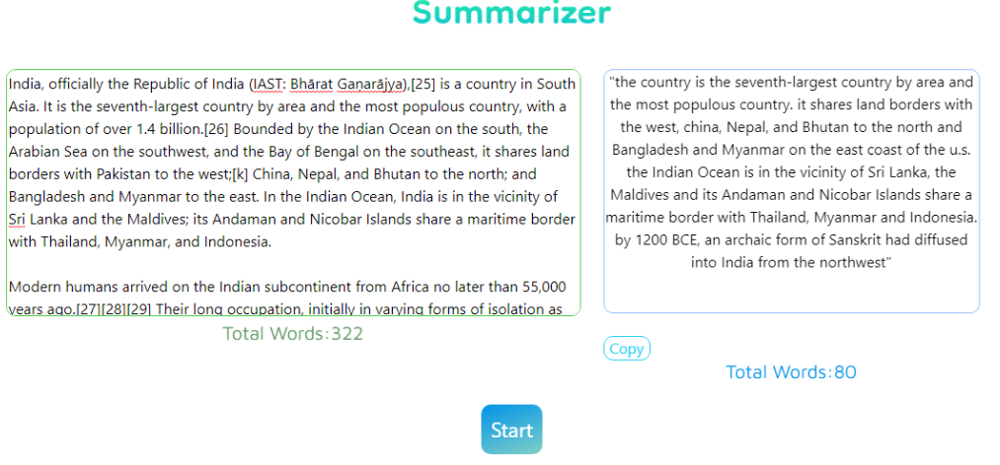 Summarizer
India, officially the Republic of India (IAST: Bhārat Gaṇarājya),[25] is a country in South
Asia. It is the seventh-largest country by area and the most populous country, with a
population of over 1.4 billion.[26] Bounded by the Indian Ocean on the south, the
Arabian Sea on the southwest, and the Bay of Bengal on the southeast, it shares land
borders with Pakistan to the west;[k] China, Nepal, and Bhutan to the north; and
Bangladesh and Myanmar to the east. In the Indian Ocean, India is in the vicinity of
Sri Lanka and the Maldives; its Andaman and Nicobar Islands share a maritime border
with Thailand, Myanmar, and Indonesia.
Modern humans arrived on the Indian subcontinent from Africa no later than 55,000
years ago.[27][28][29] Their long occupation, initially in varying forms of isolation as
Total Words:322
"the country is the seventh-largest country by area and
the most populous country. it shares land borders with
the west, china, Nepal, and Bhutan to the north and
Bangladesh and Myanmar on the east coast of the u.s.
the Indian Ocean is in the vicinity of Sri Lanka, the
Maldives and its Andaman and Nicobar Islands share a
maritime border with Thailand, Myanmar and Indonesia.
by 1200 BCE, an archaic form of Sanskrit had diffused
into India from the northwest"
Copy
Total Words:80
Start